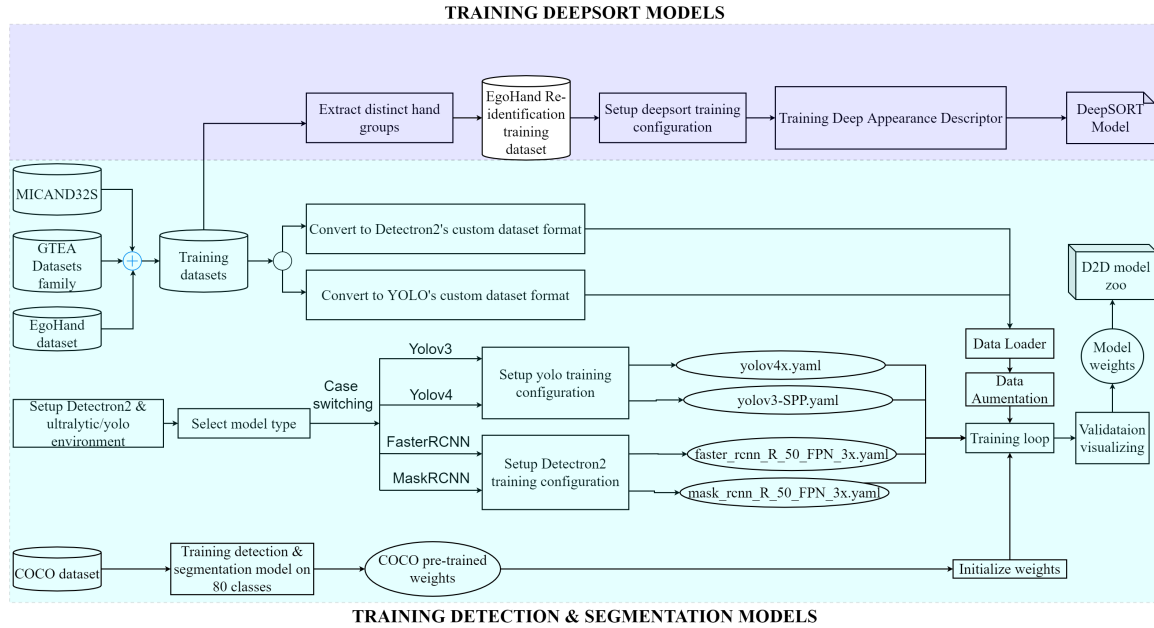 TRAINING DEEPSORT MODELS
Extract distinct hand
groups
EgoHand Re-
identification
training
dataset
Setup deepsort training
configuration
Training Deep Appearance Descriptor
DeepSORT
Model
MICAND32S
GTEA
Datasets
family
EgoHand
dataset
Training
datasets
Convert to Detectron2's custom dataset format
Convert to YOLO's custom dataset format
D2D model
zoo
Model
weights
Data Loader
Data
Aumentation
Training loop
Validataion
visualizing
Setup Detectron2 &
ultralytic/yolo
environment
Select model type
Case
switching
Yolov3
Yolov4
FasterRCNN
MaskRCNN
Setup yolo training
configuration
Setup Detectron2
training configuration
yolov4x.yaml
yolov3-SPP.yaml
faster_rcnn_R_50_FPN_3x.yaml
mask_rcnn_R_50_FPN_3x.yaml
COCO dataset
Training detection &
segmentation model on
80 classes
COCO pre-trained
weights
Initialize weights
TRAINING DETECTION & SEGMENTATION MODELS